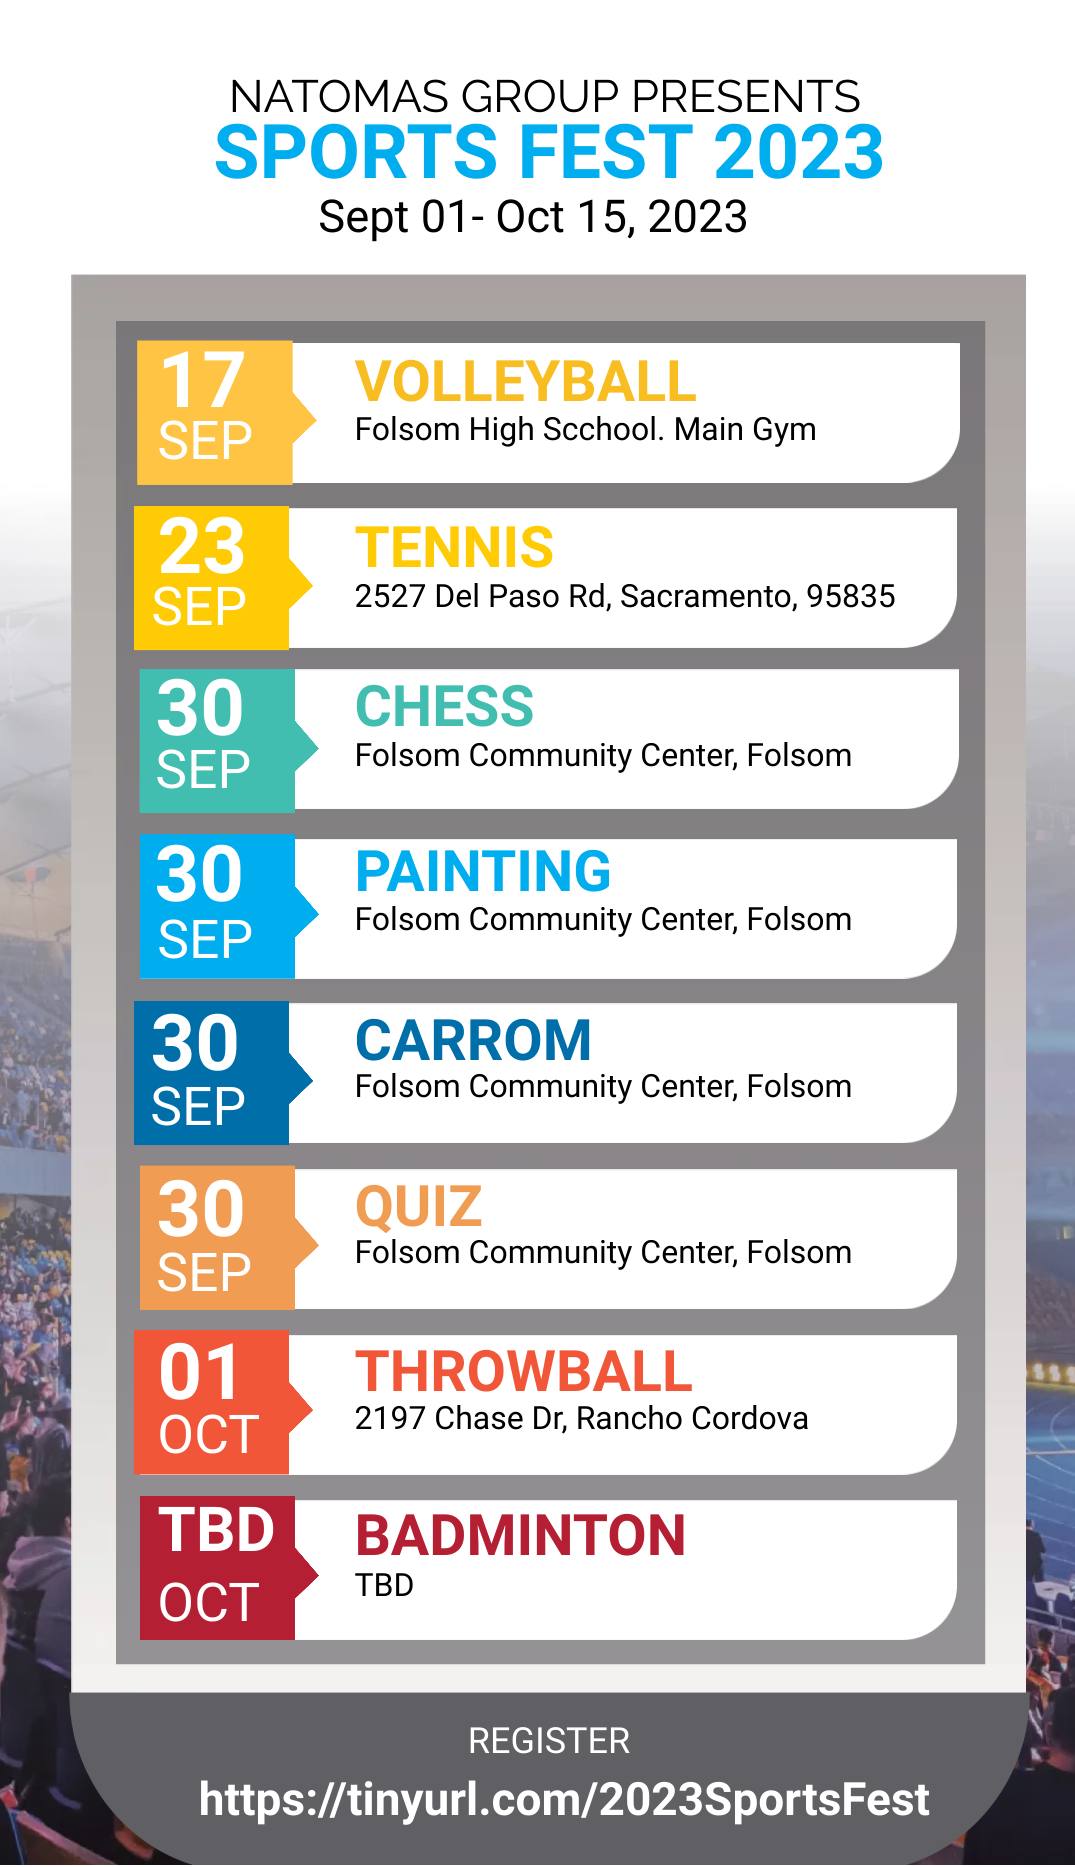 NATOMAS GROUP PRESENTS
SPORTS FEST 2023
Sept 01- Oct 15, 2023
17
SEP
VOLLEYBALL
Folsom High Scchool. Main Gym
23
SEP
TENNIS
2527 Del Paso Rd, Sacramento, 95835
30
SEP
CHESS
Folsom Community Center, Folsom
30
SEP
PAINTING
Folsom Community Center, Folsom
30
SEP
CARROM
Folsom Community Center, Folsom
30
SEP
QUIZ
Folsom Community Center, Folsom
01
OCT
THROWBALL
2197 Chase Dr, Rancho Cordova
TBD
OCT
BADMINTON
TBD
REGISTER
https://tinyurl.com/2023SportsFest